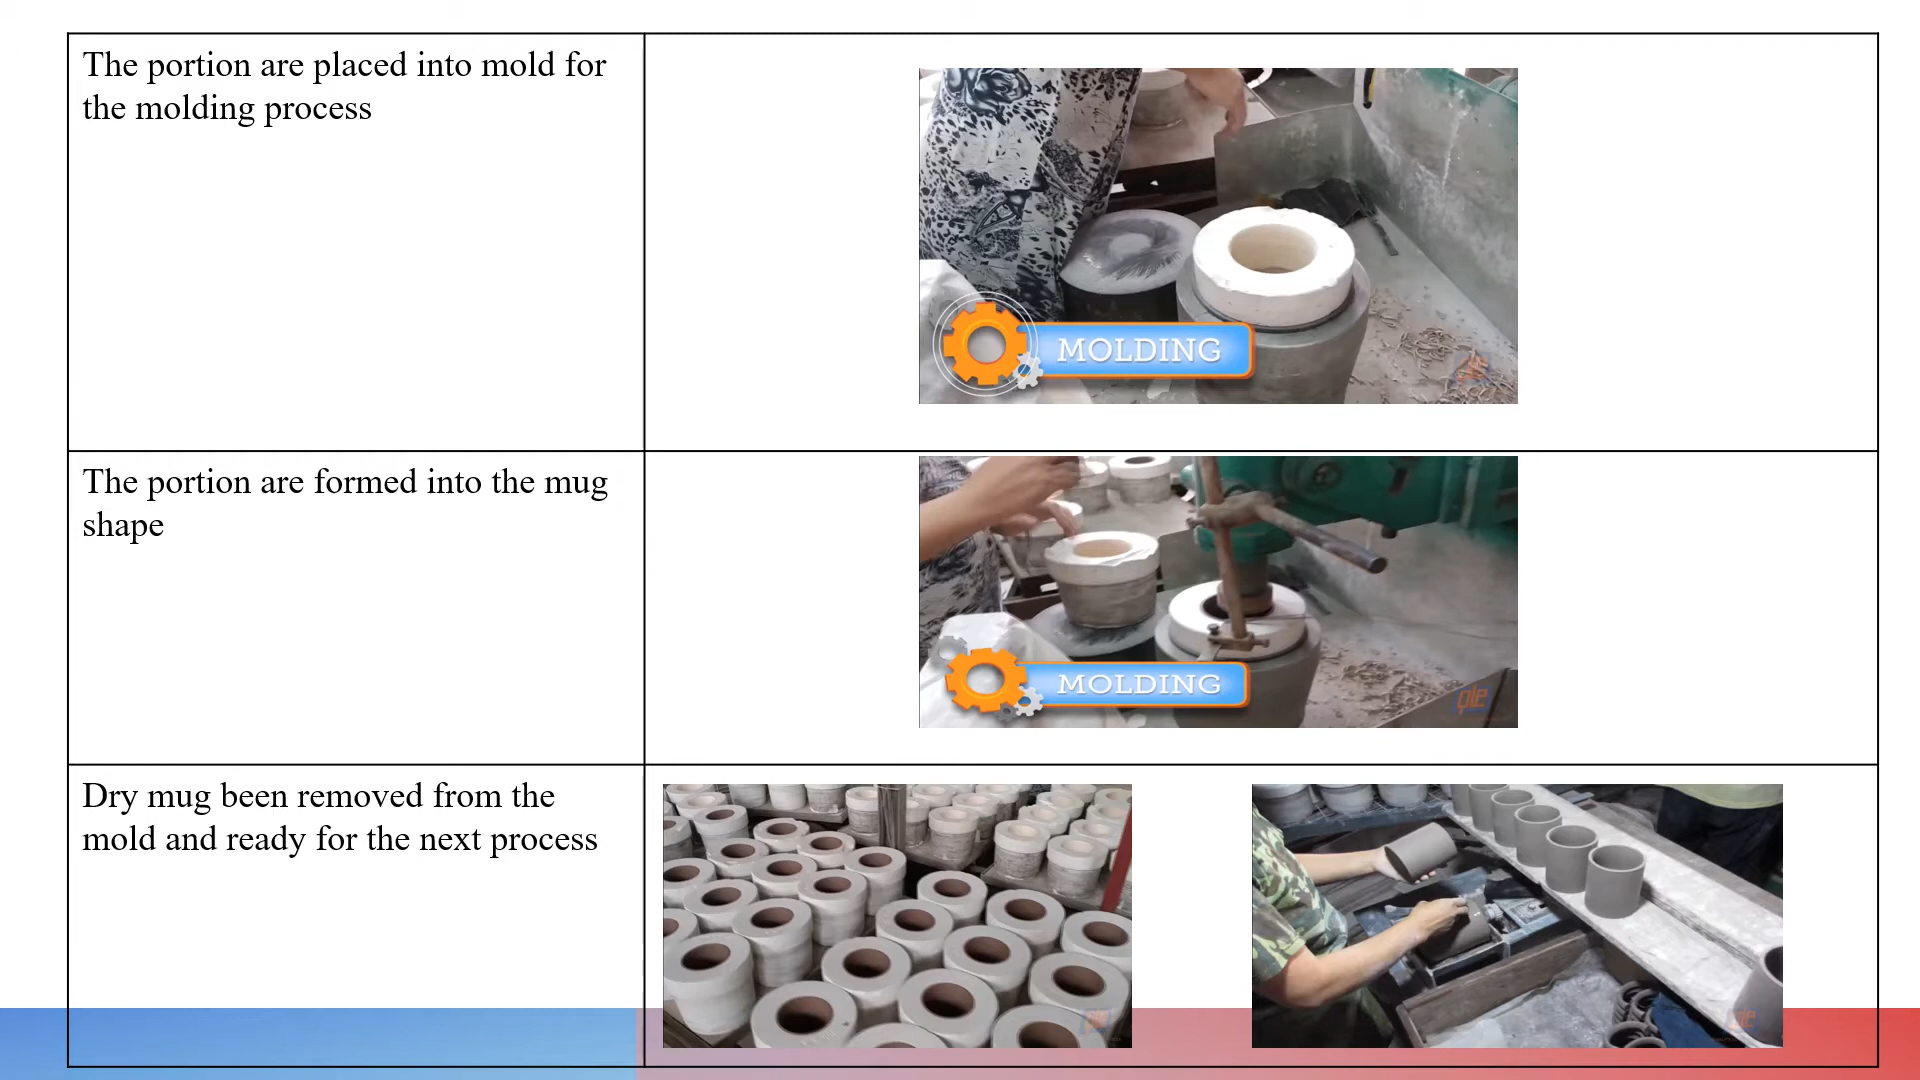 The portion are placed into mold for
the molding process
MOLDING
The portion are formed into the mug
shape
MOLDING
Dry mug been removed from the
mold and ready for the next process